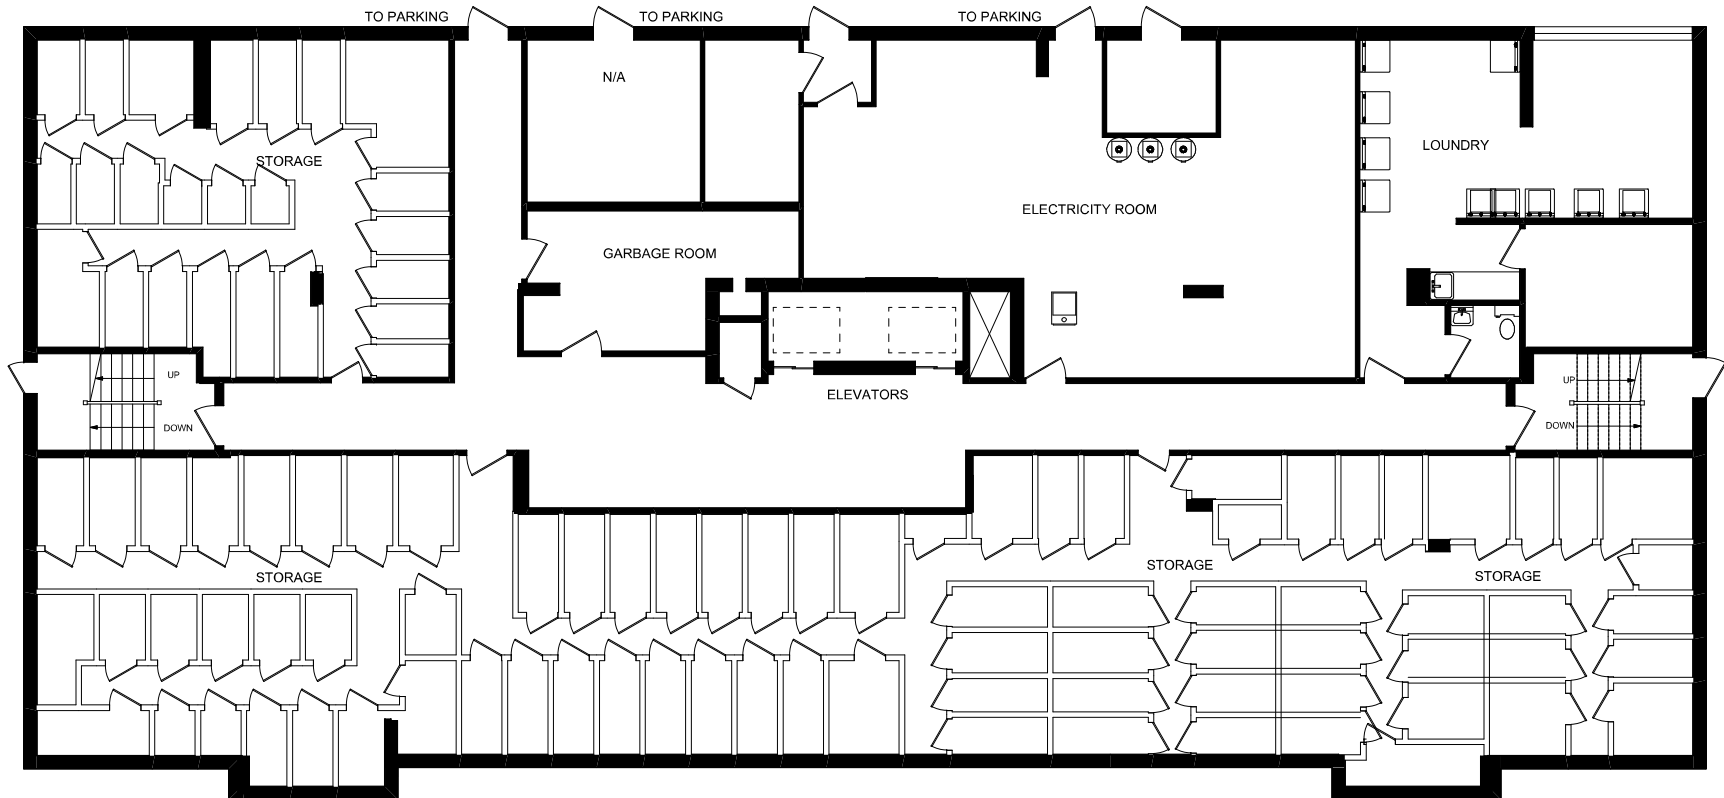 TO PARKING
TO PARKING
TO PARKING
N/A
LOUNDRY
STORAGE
ELECTRICITY ROOM
GARBAGE ROOM
UP
UP
ELEVATORS
DOWN
DOWN
STORAGE
STORAGE
STORAGE